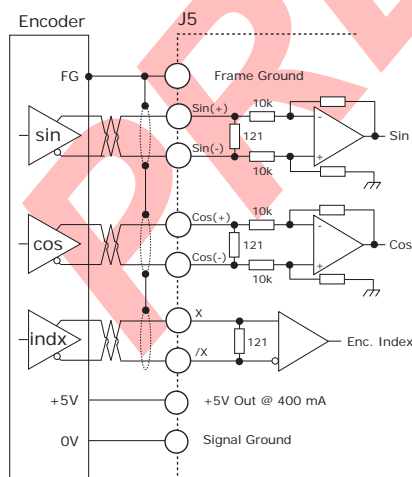 Encoder
J5
FG
Frame Ground
sin
Sin(+)
10k
-
121
Sin
Sin(-)
+
10k
cos
Cos(+)
10k
-
121
Cos
Cos(-)
+
10k
indx
X
121
Enc. Index
/X
+5V
+5V Out @ 400 mA
0V
Signal Ground